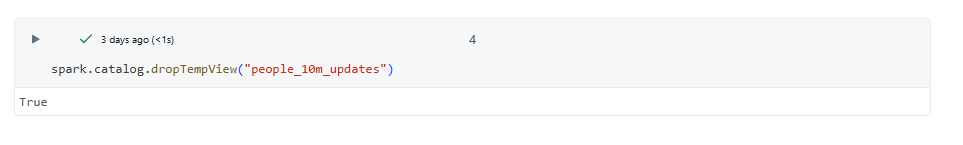 3 days ago (<1s)
4
spark.catalog.dropTempView("people_10m_updates")
True